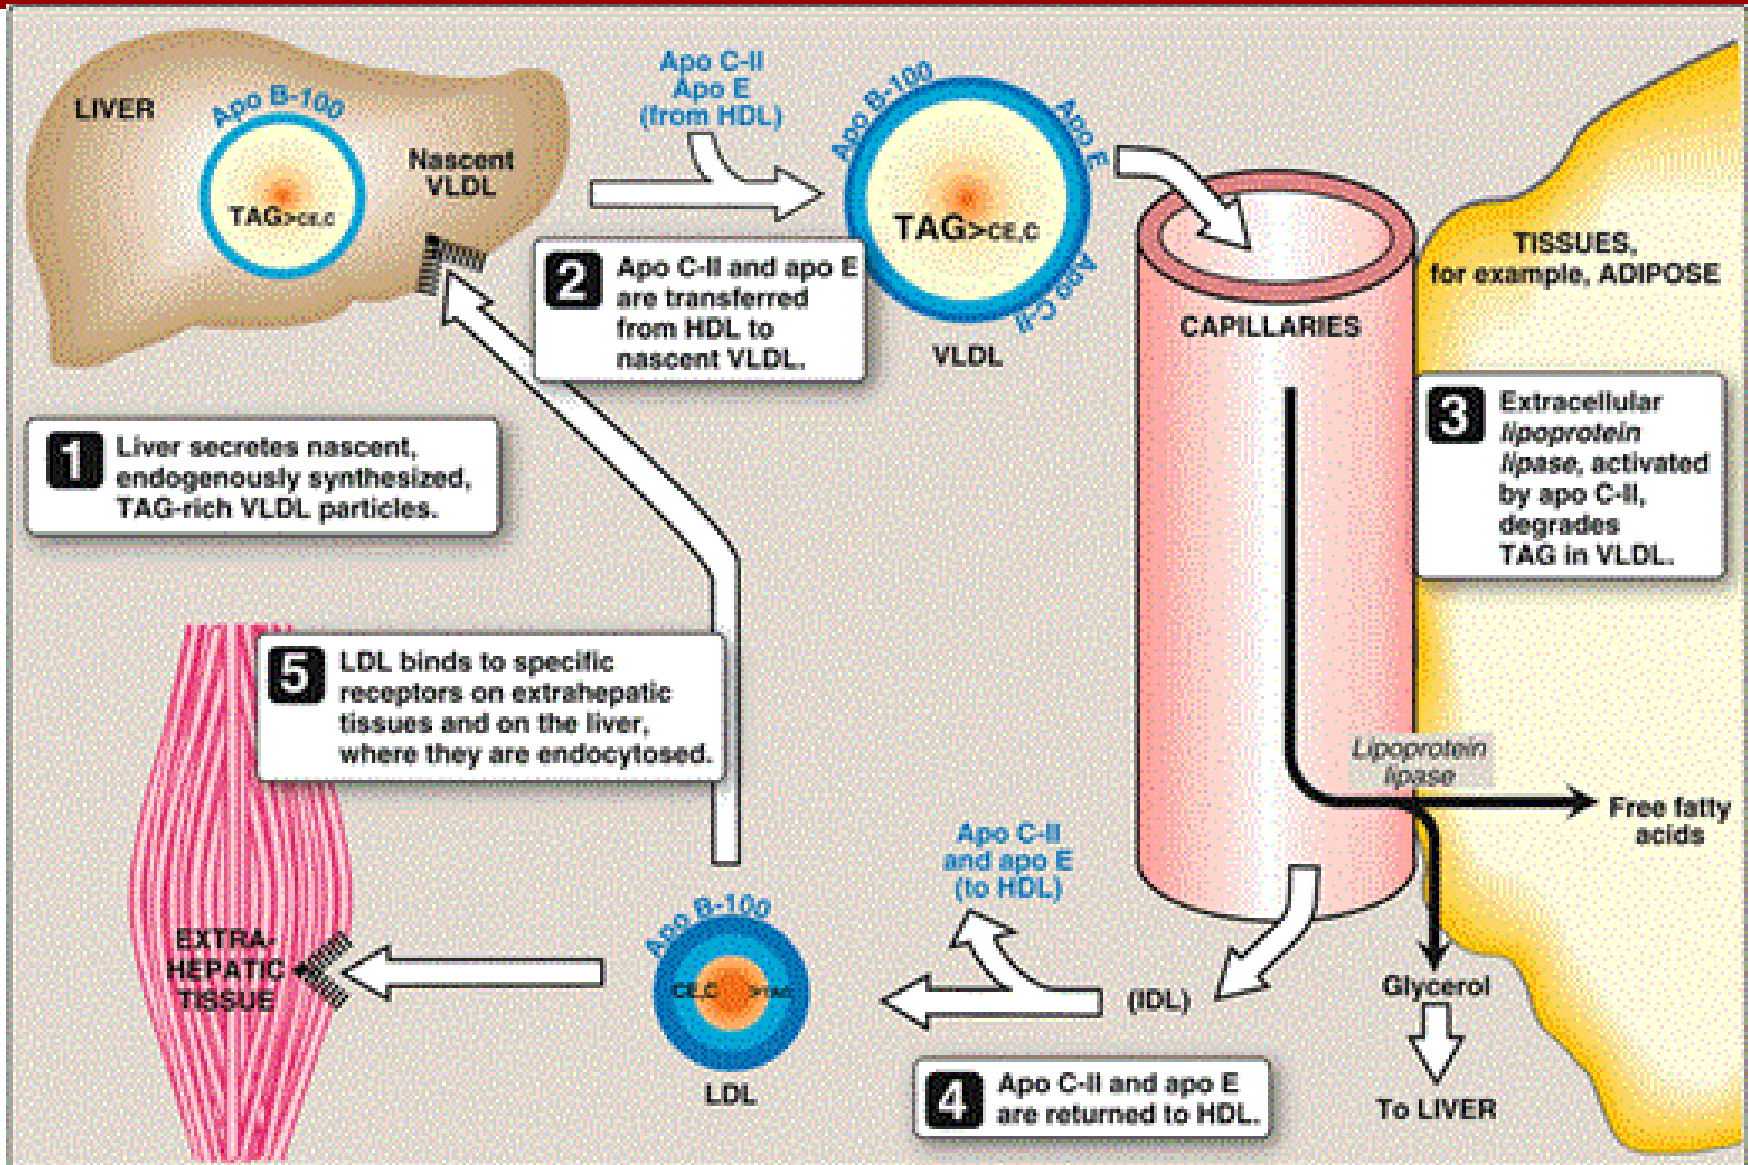 LIVER
Apo B-100
Nascent
VLDL
TAG>CE,C
Apo C-II
Apo E
(from HDL)
Apo B-100
Apo E
Apo C-II
TAG>CE,C
VLDL
CAPILLARIES
TISSUES,
for example, ADIPOSE
1 Liver secretes nascent,
endogenously synthesized,
TAG-rich VLDL particles.
2 Apo C-II and apo E
are transferred
from HDL to
nascent VLDL.
3 Extracellular
lipoprotein
lipase, activated
by apo C-II,
degrades
TAG in VLDL.
Lipoprotein
lipase
Free fatty
acids
Glycerol
To LIVER
(IDL)
Apo C-II
and apo E
(to HDL)
4 Apo C-II and apo E
are returned to HDL.
Apo B-100
CE,C >TAG
LDL
5 LDL binds to specific
receptors on extrahepatic
tissues and on the liver,
where they are endocytosed.
EXTRA-
HEPATIC
TISSUE